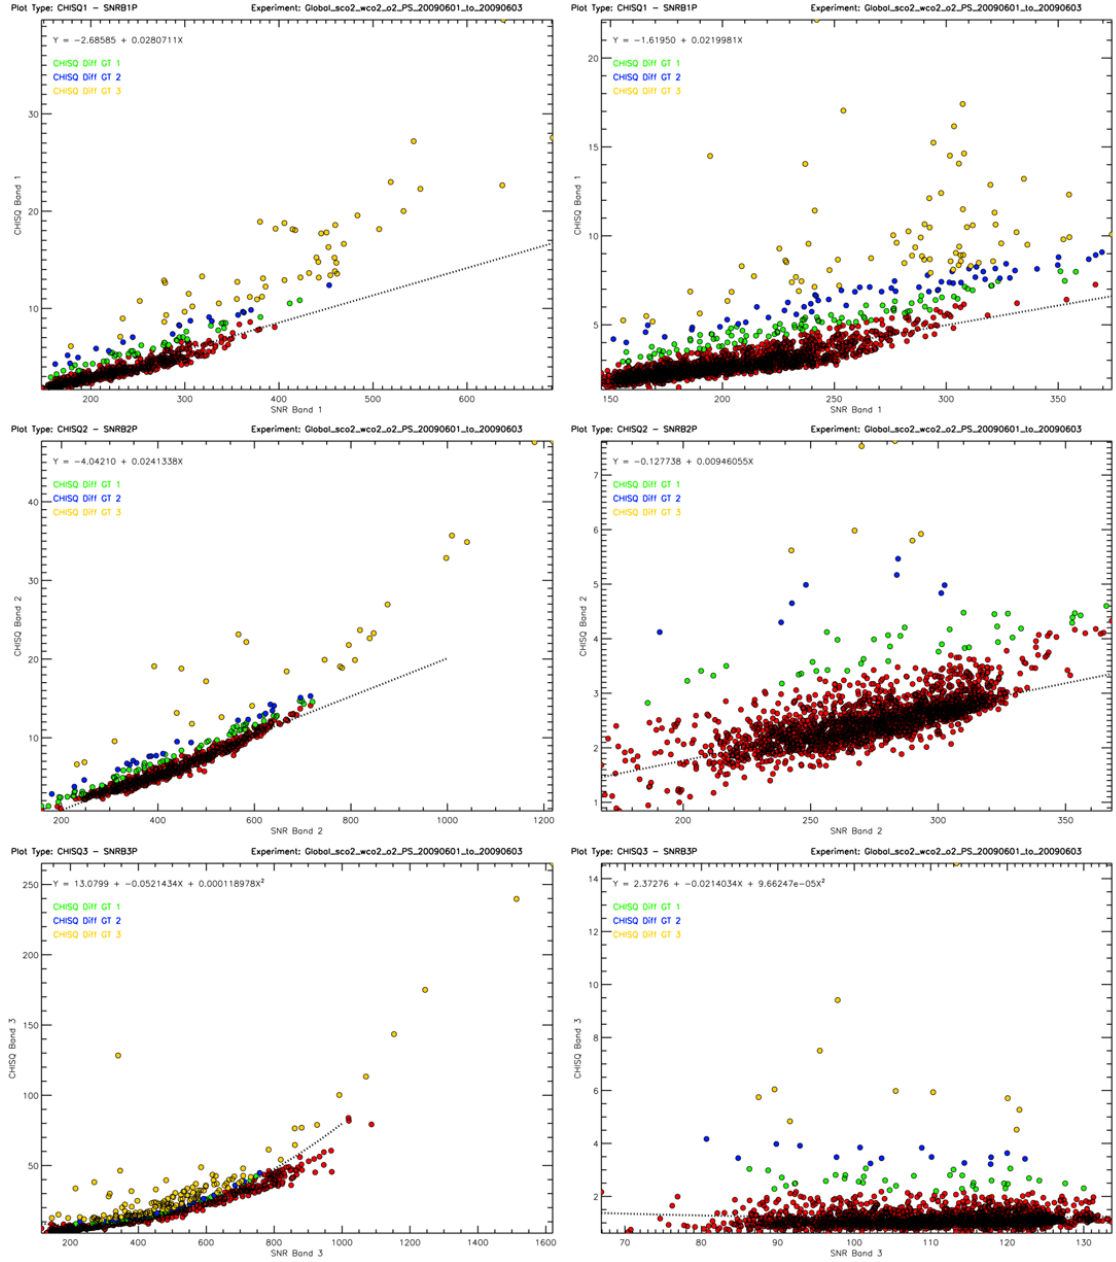 Plot Type: CHISQ1 - SNRB1P Experiment: Global_sco2_wco2_o2_PS_20090601_to_20090603
Y = -2.68585 + 0.0280711X
CHISQ Diff GT 1
CHISQ Diff GT 2
CHISQ Diff GT 3
30
20
10
CHISQ Band 1
200 300 400 500 600
SNR Band 1
Plot Type: CHISQ1 - SNRB1P Experiment: Global_sco2_wco2_o2_PS_20090601_to_20090603
Y = -1.61950 + 0.0219981X
CHISQ Diff GT 1
CHISQ Diff GT 2
CHISQ Diff GT 3
20
15
10
5
CHISQ Band 1
150 200 250 300 350
SNR Band 1
Plot Type: CHISQ2 - SNRB2P Experiment: Global_sco2_wco2_o2_PS_20090601_to_20090603
Y = -4.04210 + 0.0241338X
CHISQ Diff GT 1
CHISQ Diff GT 2
CHISQ Diff GT 3
40
30
20
10
CHISQ Band 2
200 400 600 800 1000 1200
SNR Band 2
Plot Type: CHISQ2 - SNRB2P Experiment: Global_sco2_wco2_o2_PS_20090601_to_20090603
Y = -0.127738 + 0.00946055X
CHISQ Diff GT 1
CHISQ Diff GT 2
CHISQ Diff GT 3
7
6
5
4
3
2
1
CHISQ Band 2
200 250 300 350
SNR Band 2
Plot Type: CHISQ3 - SNRB3P Experiment: Global_sco2_wco2_o2_PS_20090601_to_20090603
Y = 13.0799 + -0.0521434X + 0.000118978X²
CHISQ Diff GT 1
CHISQ Diff GT 2
CHISQ Diff GT 3
250
200
150
100
50
CHISQ Band 3
200 400 600 800 1000 1200 1400 1600
SNR Band 3
Plot Type: CHISQ3 - SNRB3P Experiment: Global_sco2_wco2_o2_PS_20090601_to_20090603
Y = 2.37276 + -0.0214034X + 9.66247e-05X²
CHISQ Diff GT 1
CHISQ Diff GT 2
CHISQ Diff GT 3
14
12
10
8
6
4
2
CHISQ Band 3
70 80 90 100 110 120 130
SNR Band 3